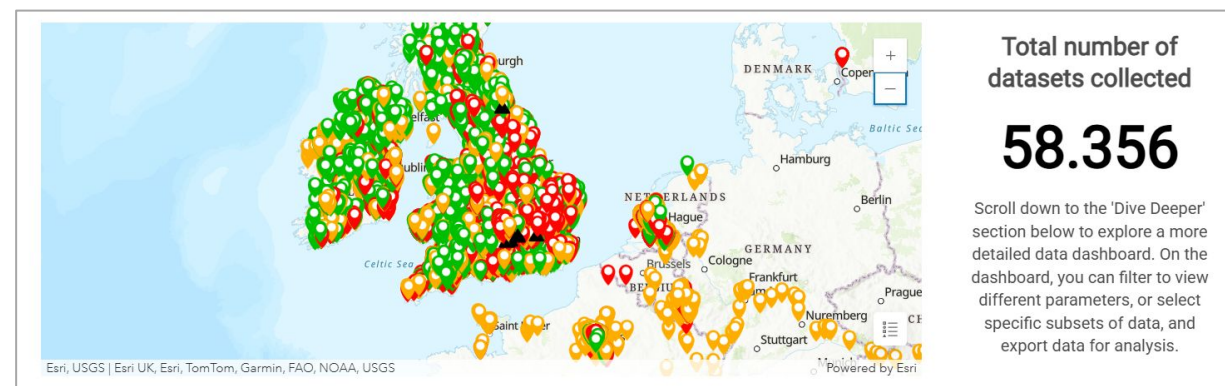 urgh
DENMARK
Copen
+
−
elfast
Baltic Sea
ublin
Hamburg
NETHERLANDS
Hague
Berlin
Celtic Sea
GERMANY
Brussels
Cologne
Frankfurt
Prague
Nuremberg
Stuttgart
Esri, USGS | Esri UK, Esri, TomTom, Garmin, FAO, NOAA, USGS
Powered by Esri
Total number of
datasets collected
58.356
Scroll down to the 'Dive Deeper'
section below to explore a more
detailed data dashboard. On the
dashboard, you can filter to view
different parameters, or select
specific subsets of data, and
export data for analysis.